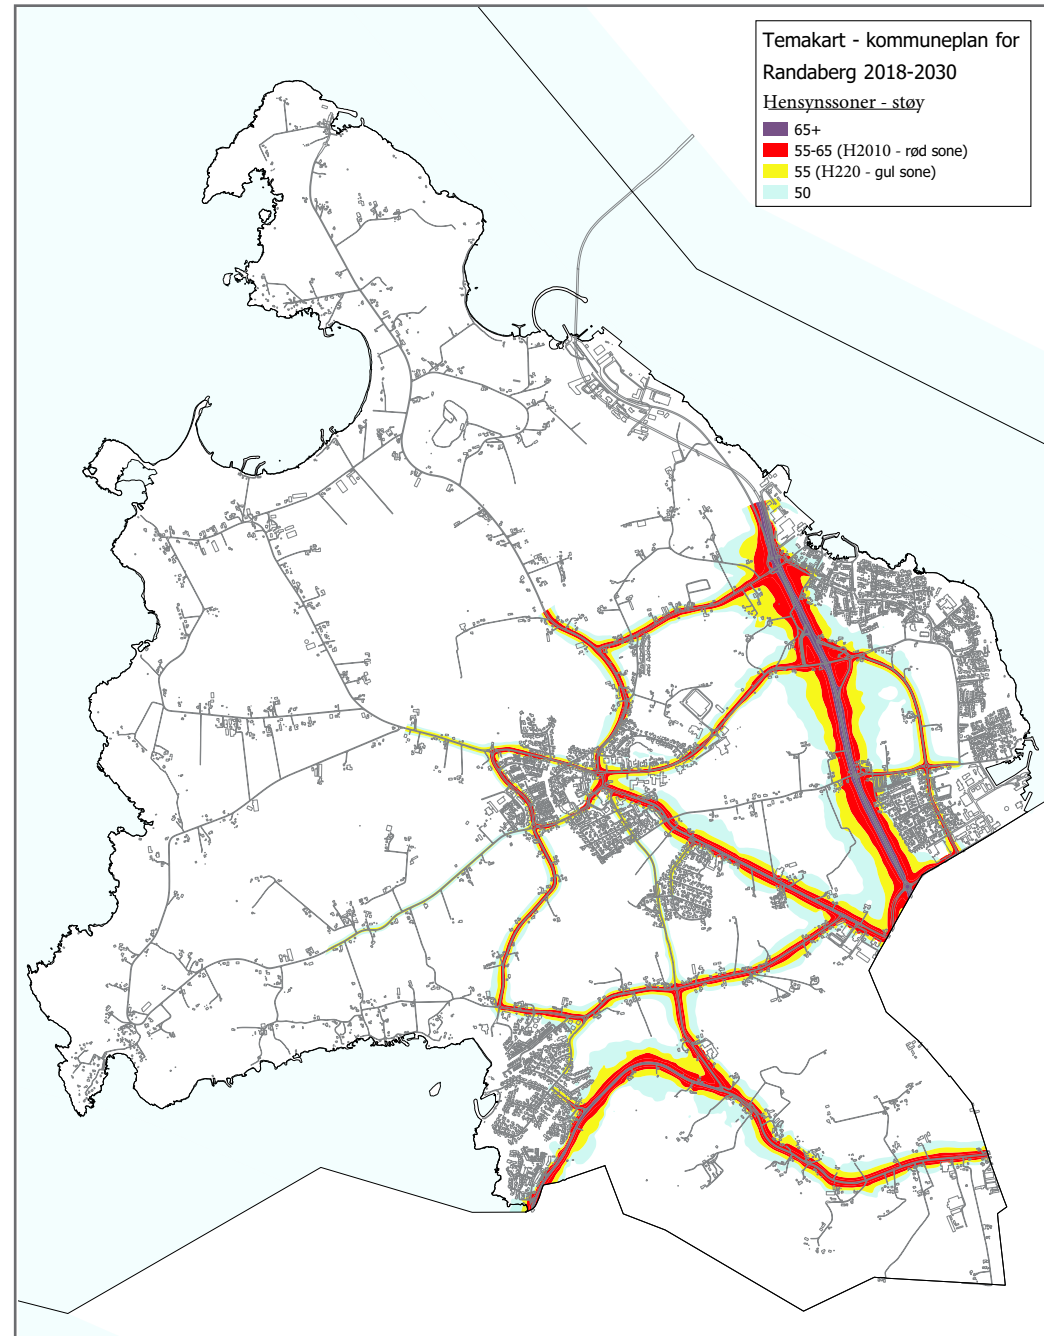 Temakart - kommuneplan for
Randaberg 2018-2030
Hensynssoner - støy
65+
55-65 (H2010 - rød sone)
55 (H220 - gul sone)
50